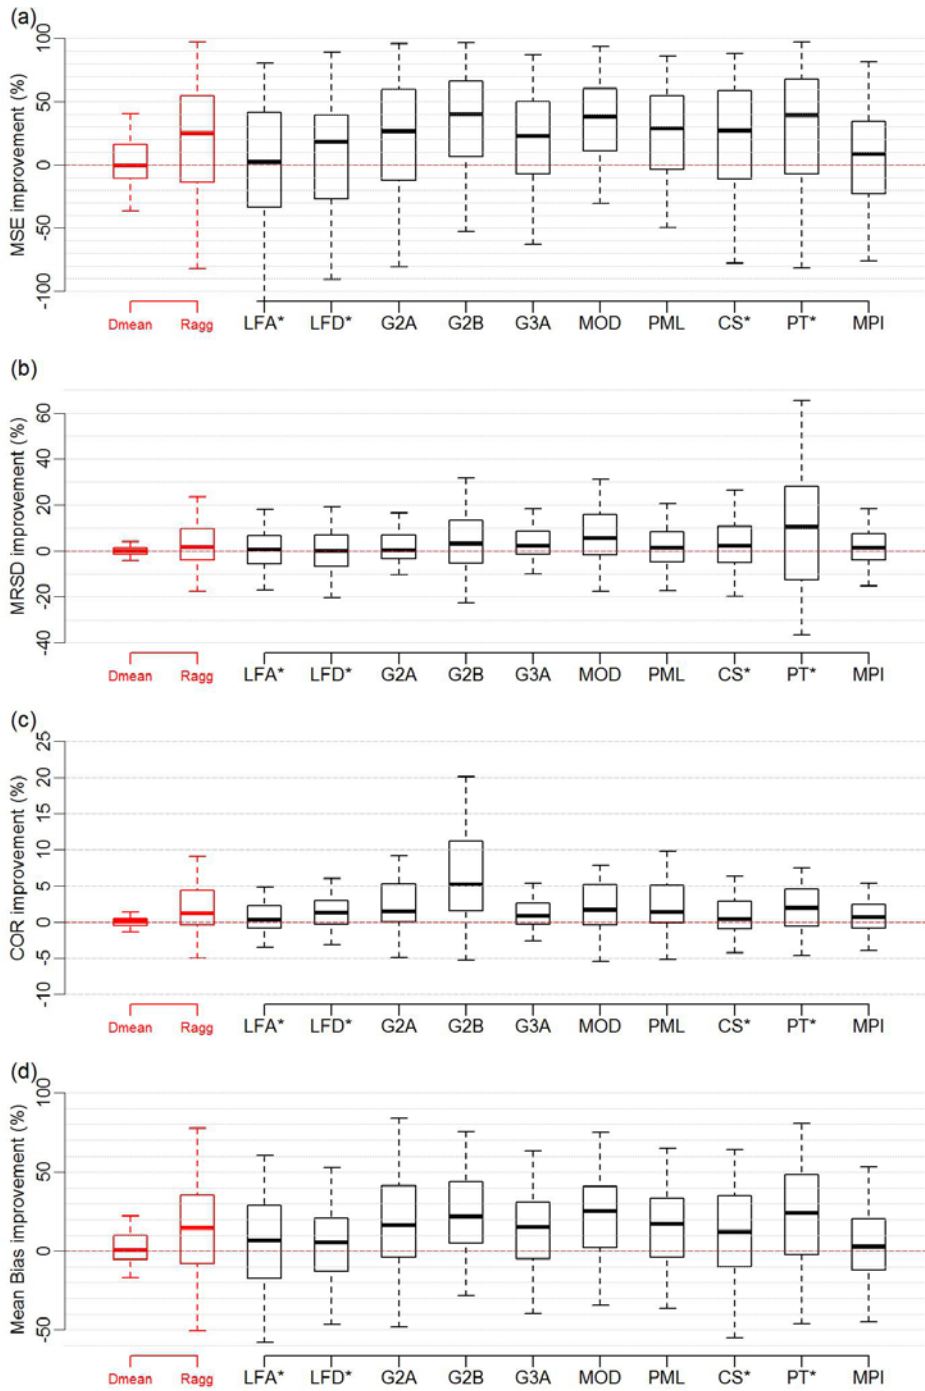 (a)
MSE improvement (%)
100
50
0
-50
-100
Dmean Ragg LFA* LFD* G2A G2B G3A MOD PML CS* PT* MPI
(b)
MRSD improvement (%)
60
40
20
0
-20
-40
Dmean Ragg LFA* LFD* G2A G2B G3A MOD PML CS* PT* MPI
(c)
COR improvement (%)
25
20
15
10
5
0
-5
-10
Dmean Ragg LFA* LFD* G2A G2B G3A MOD PML CS* PT* MPI
(d)
Mean Bias improvement (%)
100
50
0
-50
Dmean Ragg LFA* LFD* G2A G2B G3A MOD PML CS* PT* MPI